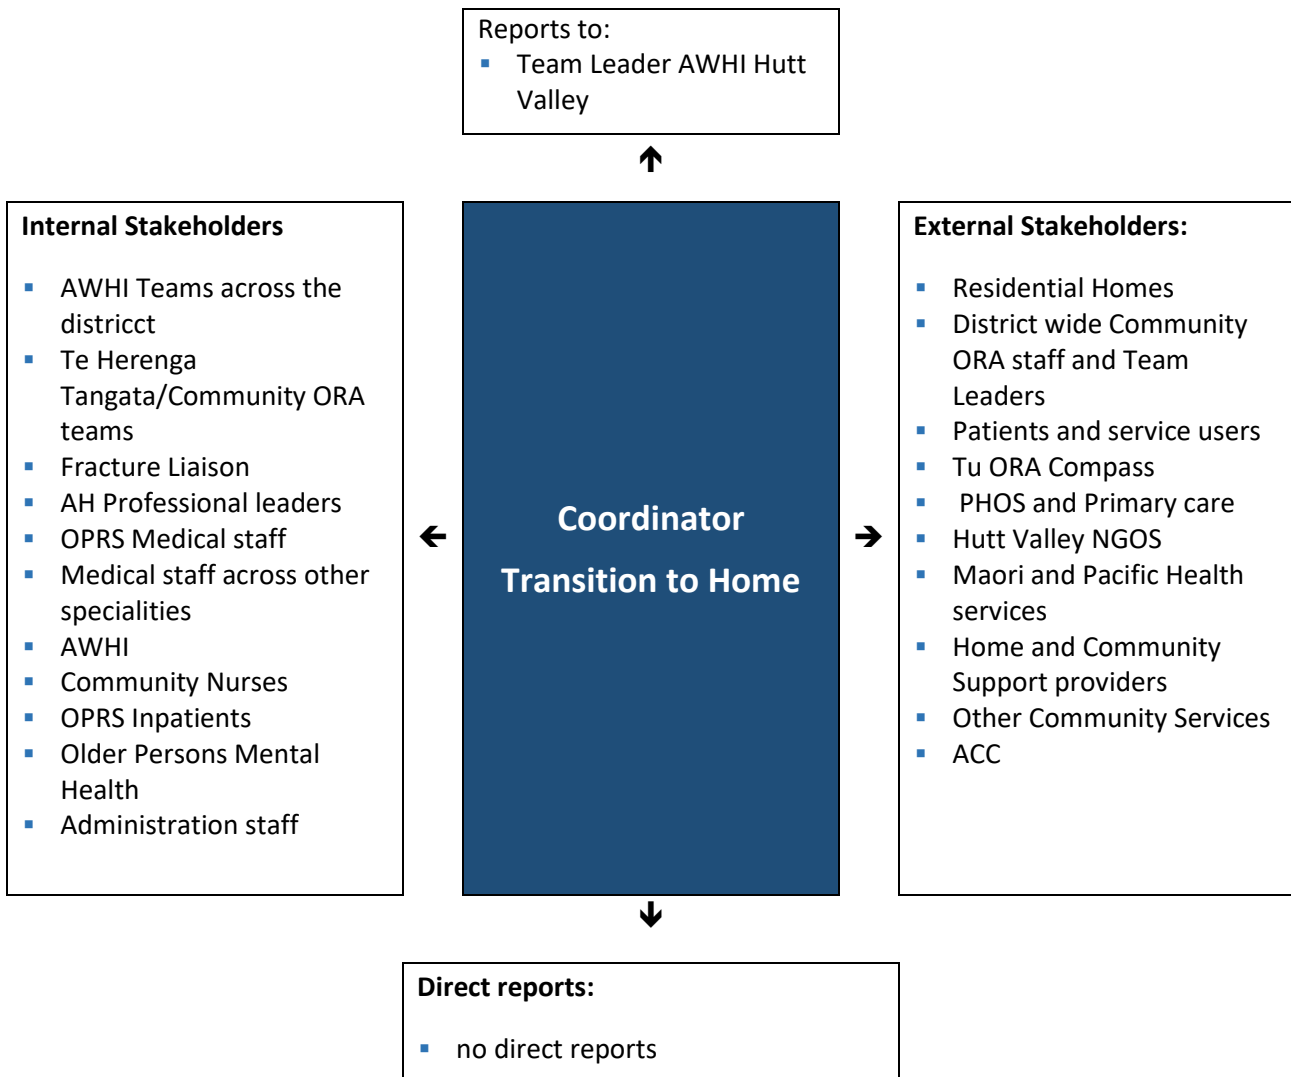 Reports to:
▪ Team Leader AWHI Hutt
Valley
🡹
Internal Stakeholders
▪ AWHI Teams across the
districct
▪ Te Herenga
Tangata/Community ORA
teams
▪ Fracture Liaison
▪ AH Professional leaders
▪ OPRS Medical staff
▪ Medical staff across other
specialities
▪ AWHI
▪ Community Nurses
▪ OPRS Inpatients
▪ Older Persons Mental
Health
▪ Administration staff
🡸
Coordinator
Transition to Home
🡺
External Stakeholders:
▪ Residential Homes
▪ District wide Community
ORA staff and Team
Leaders
▪ Patients and service users
▪ Tu ORA Compass
▪ PHOS and Primary care
▪ Hutt Valley NGOS
▪ Maori and Pacific Health
services
▪ Home and Community
Support providers
▪ Other Community Services
▪ ACC
🡻
Direct reports:
▪ no direct reports